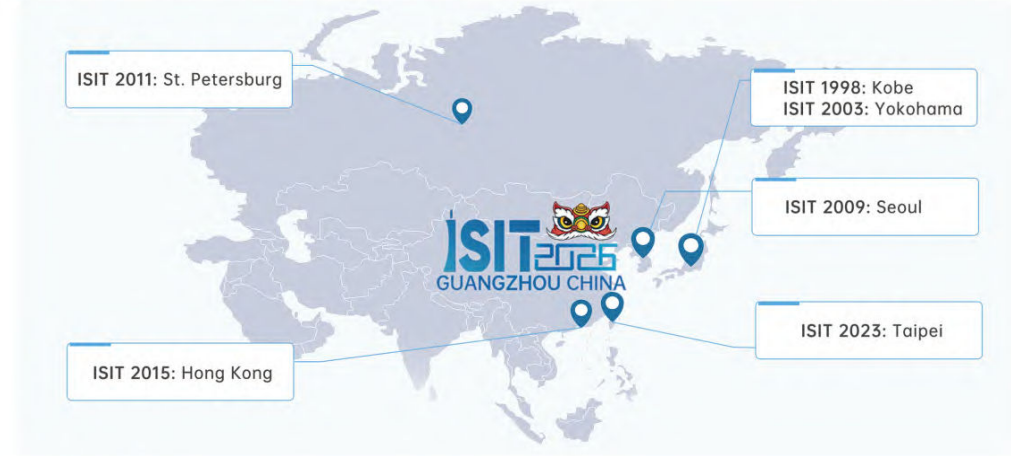 ISIT 2011: St. Petersburg
ISIT 1998: Kobe
ISIT 2003: Yokohama
ISIT 2009: Seoul
ISIT 2026
GUANGZHOU CHINA
ISIT 2023: Taipei
ISIT 2015: Hong Kong